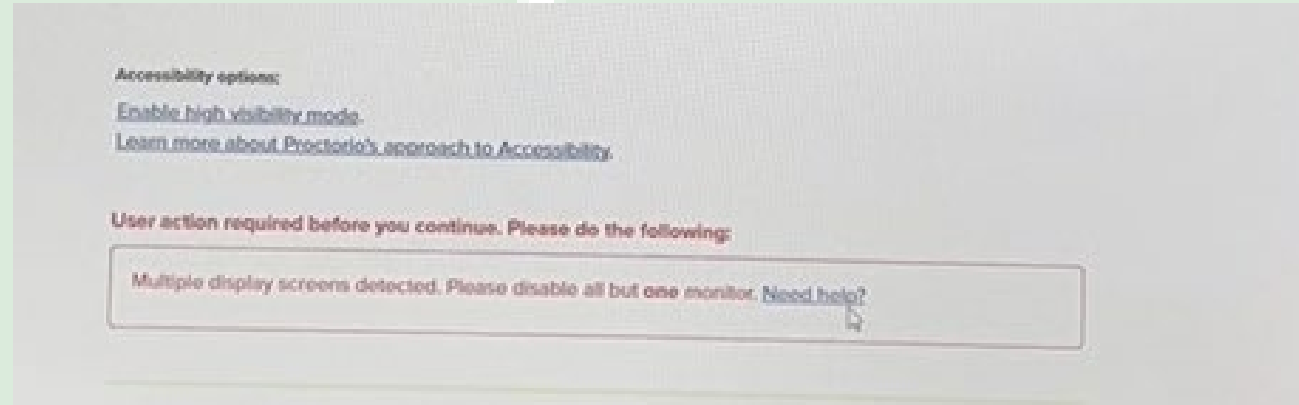 Accessibility options:
Enable high visibility mode.
Learn more about Proctorio's approach to Accessibility.
User action required before you continue. Please do the following:
Multiple display screens detected. Please disable all but one monitor. Need help?